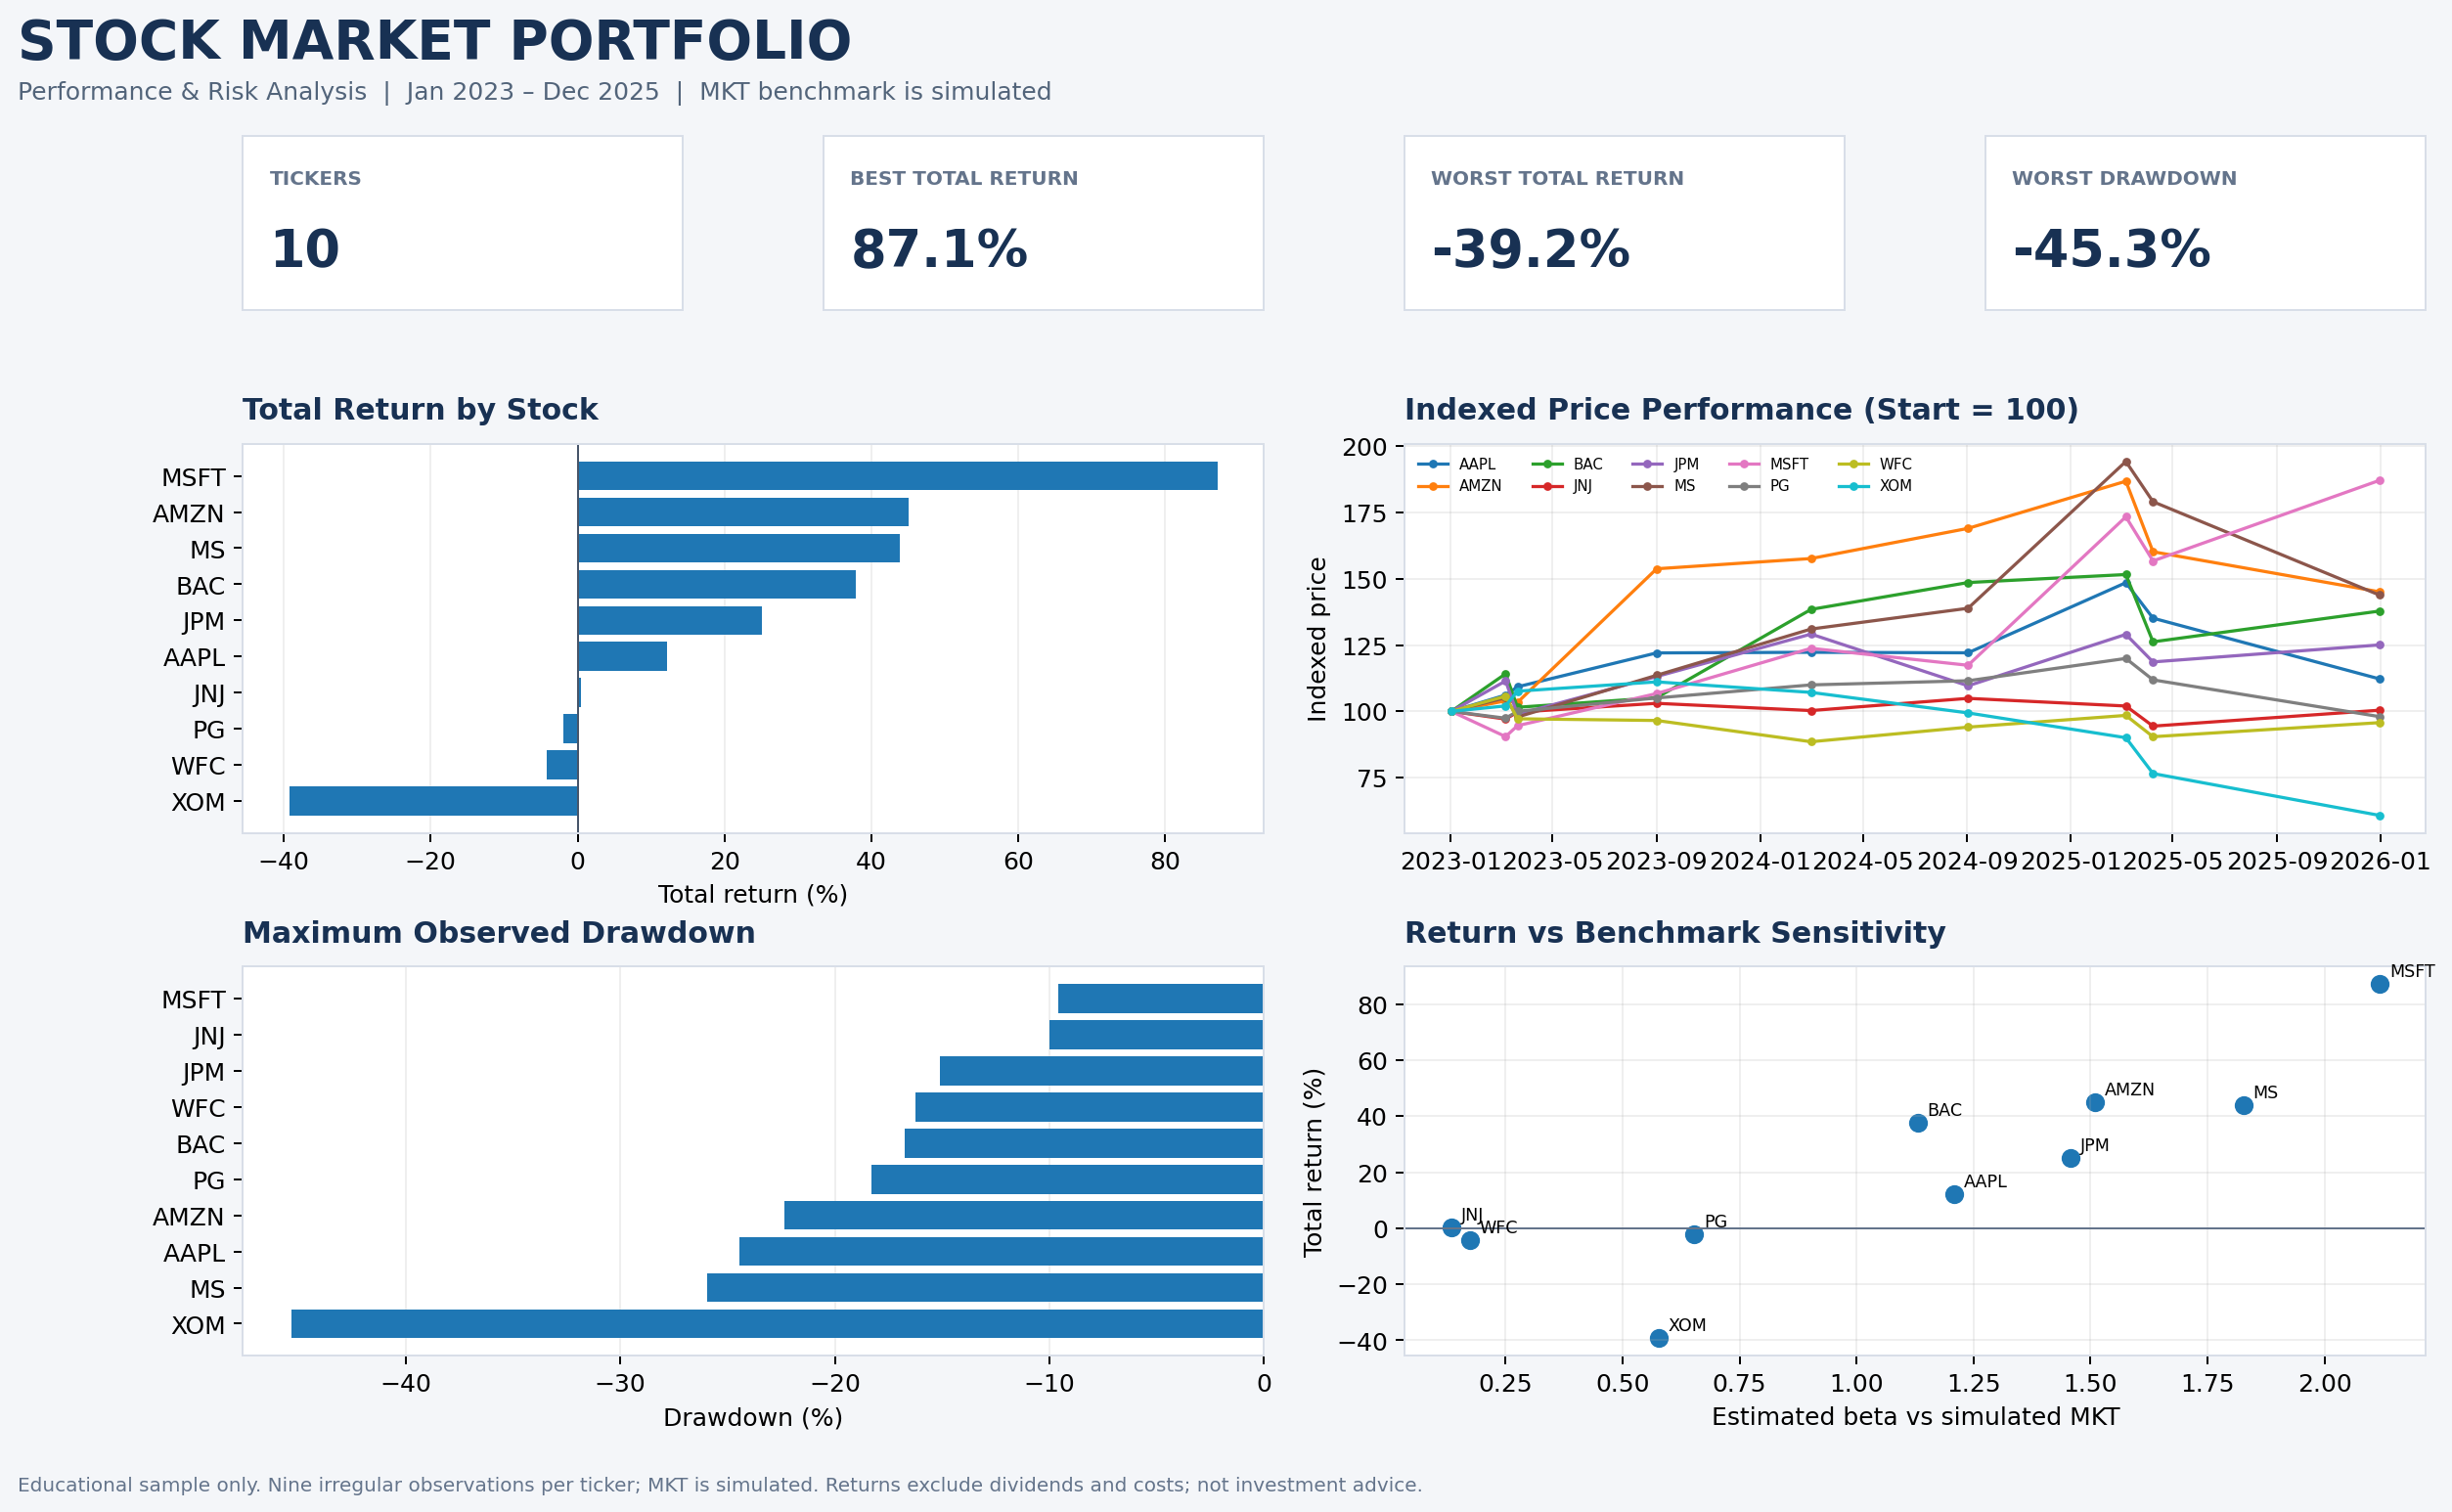 STOCK MARKET PORTFOLIO
Performance & Risk Analysis | Jan 2023 – Dec 2025 | MKT benchmark is simulated
TICKERS
10
BEST TOTAL RETURN
87.1%
WORST TOTAL RETURN
-39.2%
WORST DRAWDOWN
-45.3%
Total Return by Stock
MSFT
AMZN
MS
BAC
JPM
AAPL
JNJ
PG
WFC
XOM
−40 −20 0 20 40 60 80
Total return (%)
Indexed Price Performance (Start = 100)
AAPL BAC JPM MSFT WFC
AMZN JNJ MS PG XOM
Indexed price
200
175
150
125
100
75
2023-01 2023-05 2023-09 2024-01 2024-05 2024-09 2025-01 2025-05 2025-09 2026-01
Maximum Observed Drawdown
MSFT
JNJ
JPM
WFC
BAC
PG
AMZN
AAPL
MS
XOM
−40 −30 −20 −10 0
Drawdown (%)
Return vs Benchmark Sensitivity
Total return (%)
80
60
40
20
0
−20
−40
MSFT
AMZN
MS
BAC
JPM
AAPL
JNJ
WFC
PG
XOM
0.25 0.50 0.75 1.00 1.25 1.50 1.75 2.00
Estimated beta vs simulated MKT
Educational sample only. Nine irregular observations per ticker; MKT is simulated. Returns exclude dividends and costs; not investment advice.